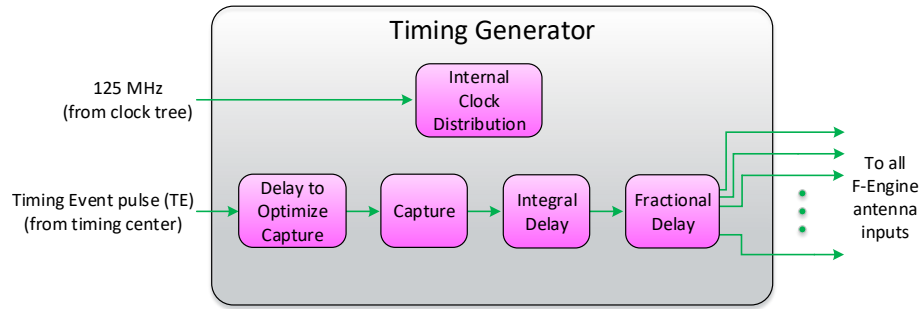 Timing Generator
125 MHz
(from clock tree)
Internal
Clock
Distribution
Timing Event pulse (TE)
(from timing center)
Delay to
Optimize
Capture
Capture
Integral
Delay
Fractional
Delay
To all
F-Engine
antenna
inputs